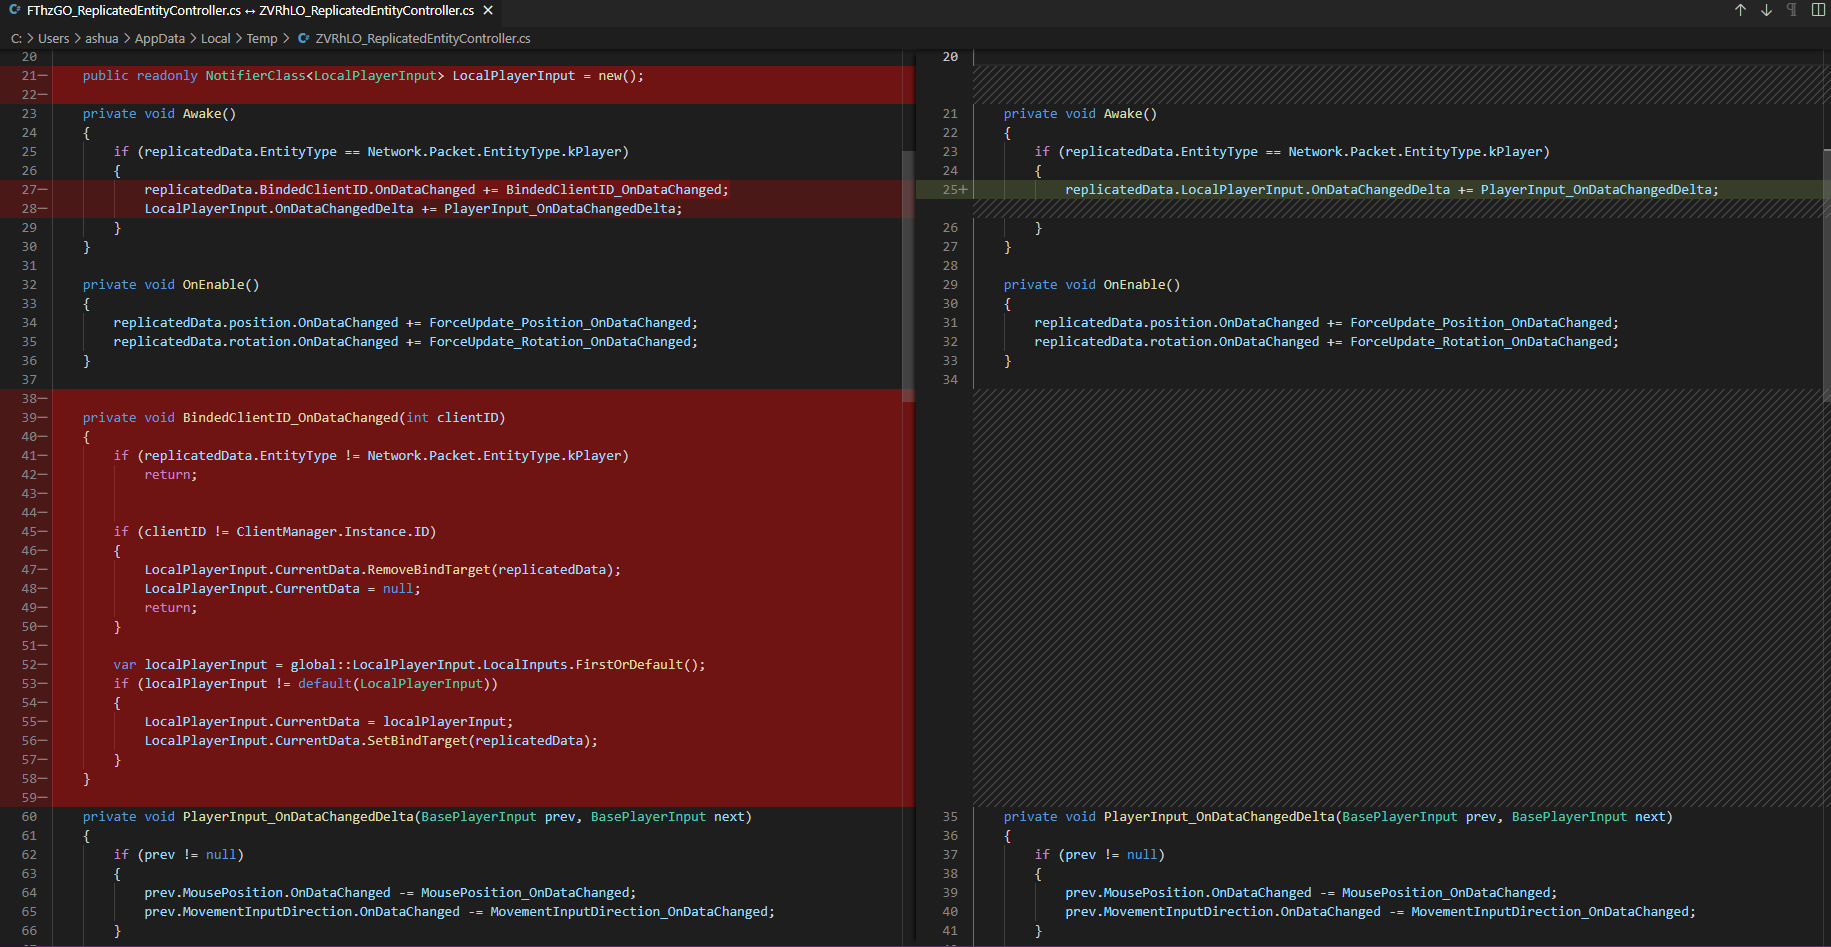 FThzGO_ReplicatedEntityController.cs ↔ ZVRhLO_ReplicatedEntityController.cs
C: > Users > ashua > AppData > Local > Temp > ZVRhLO_ReplicatedEntityController.cs
20
21— public readonly NotifierClass<LocalPlayerInput> LocalPlayerInput = new();
22—
23 private void Awake()
24 {
25 if (replicatedData.EntityType == Network.Packet.EntityType.kPlayer)
26 {
27— replicatedData.BindedClientID.OnDataChanged += BindedClientID_OnDataChanged;
28— LocalPlayerInput.OnDataChangedDelta += PlayerInput_OnDataChangedDelta;
29 }
30 }
31
32 private void OnEnable()
33 {
34 replicatedData.position.OnDataChanged += ForceUpdate_Position_OnDataChanged;
35 replicatedData.rotation.OnDataChanged += ForceUpdate_Rotation_OnDataChanged;
36 }
37
38—
39— private void BindedClientID_OnDataChanged(int clientID)
40— {
41— if (replicatedData.EntityType != Network.Packet.EntityType.kPlayer)
42— return;
43—
44—
45— if (clientID != ClientManager.Instance.ID)
46— {
47— LocalPlayerInput.CurrentData.RemoveBindTarget(replicatedData);
48— LocalPlayerInput.CurrentData = null;
49— return;
50— }
51—
52— var localPlayerInput = global::LocalPlayerInput.LocalInputs.FirstOrDefault();
53— if (localPlayerInput != default(LocalPlayerInput))
54— {
55— LocalPlayerInput.CurrentData = localPlayerInput;
56— LocalPlayerInput.CurrentData.SetBindTarget(replicatedData);
57— }
58— }
59—
60 private void PlayerInput_OnDataChangedDelta(BasePlayerInput prev, BasePlayerInput next)
61 {
62 if (prev != null)
63 {
64 prev.MousePosition.OnDataChanged -= MousePosition_OnDataChanged;
65 prev.MovementInputDirection.OnDataChanged -= MovementInputDirection_OnDataChanged;
66 }
20
21 private void Awake()
22 {
23 if (replicatedData.EntityType == Network.Packet.EntityType.kPlayer)
24 {
25+ replicatedData.LocalPlayerInput.OnDataChangedDelta += PlayerInput_OnDataChangedDelta;
26 }
27 }
28
29 private void OnEnable()
30 {
31 replicatedData.position.OnDataChanged += ForceUpdate_Position_OnDataChanged;
32 replicatedData.rotation.OnDataChanged += ForceUpdate_Rotation_OnDataChanged;
33 }
34
35 private void PlayerInput_OnDataChangedDelta(BasePlayerInput prev, BasePlayerInput next)
36 {
37 if (prev != null)
38 {
39 prev.MousePosition.OnDataChanged -= MousePosition_OnDataChanged;
40 prev.MovementInputDirection.OnDataChanged -= MovementInputDirection_OnDataChanged;
41 }